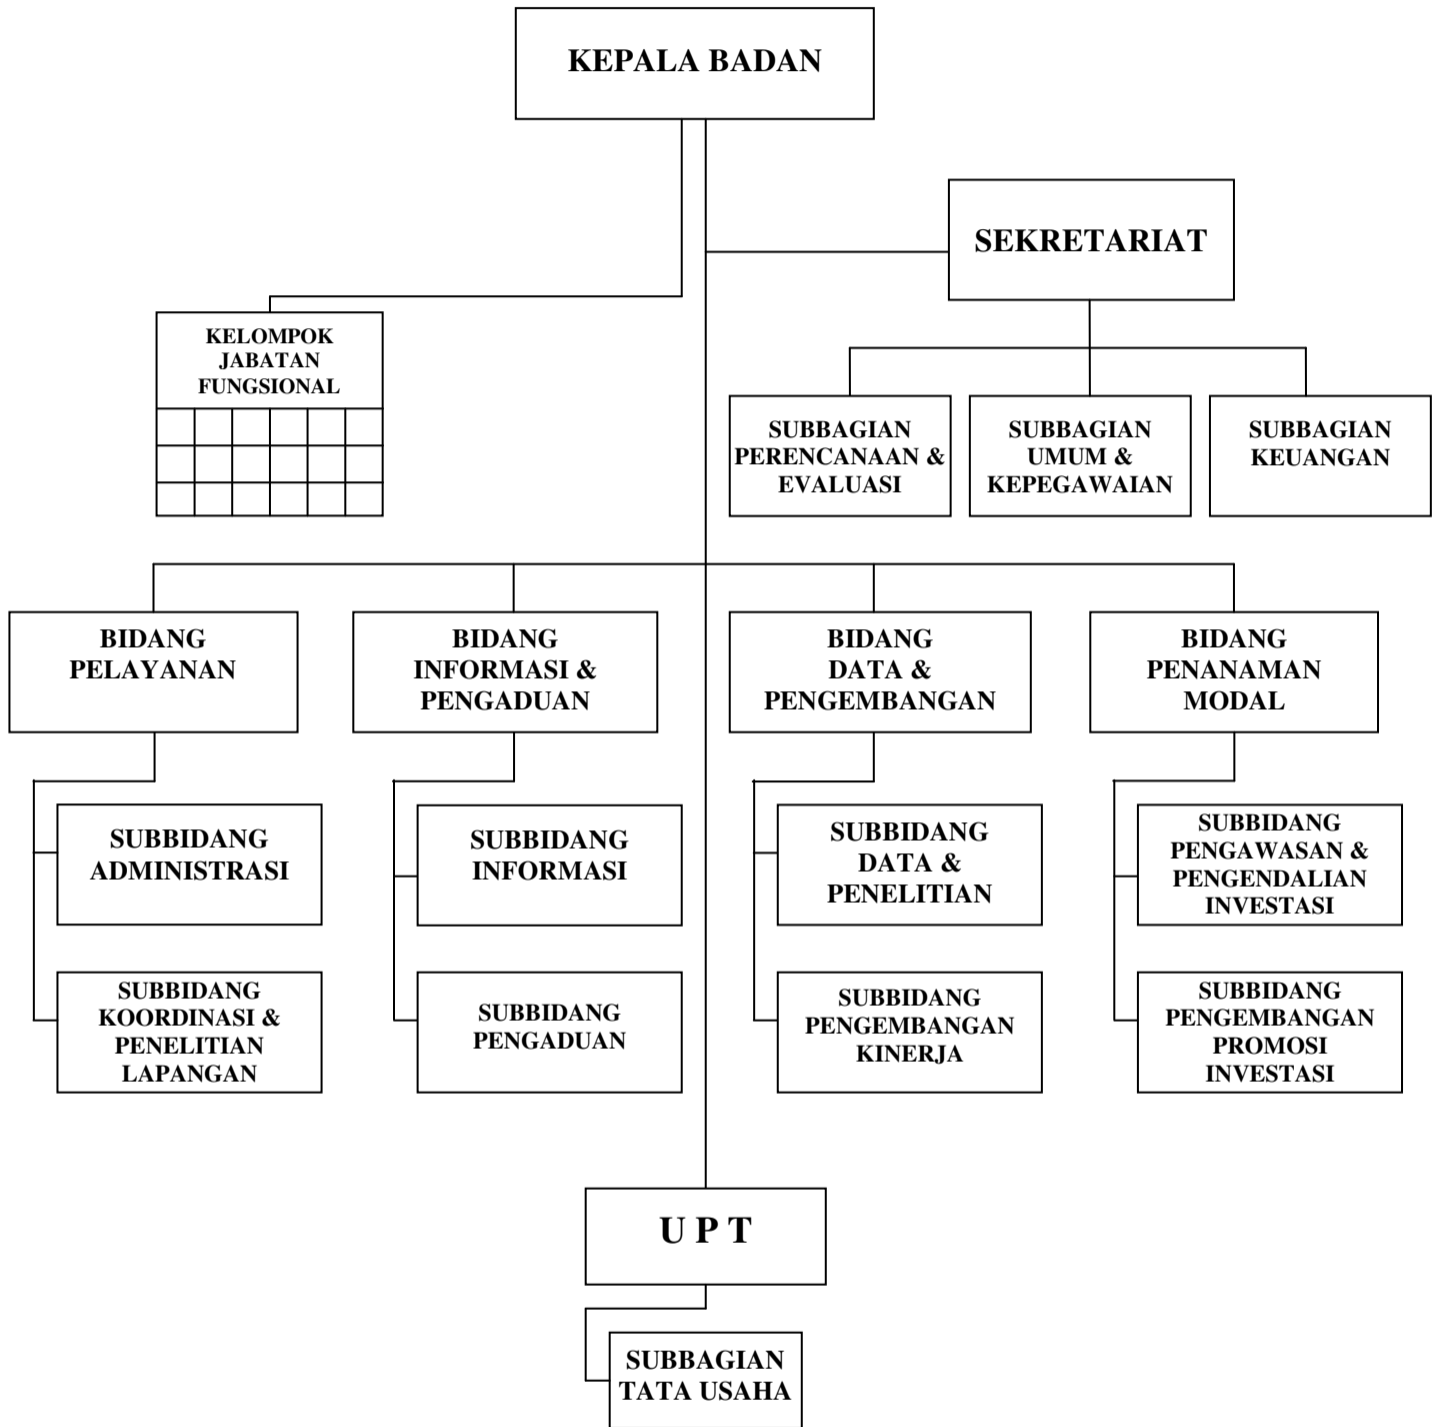 KEPALA BADAN
SEKRETARIAT
KELOMPOK
JABATAN
FUNGSIONAL
SUBBAGIAN
PERENCANAAN &
EVALUASI
SUBBAGIAN
UMUM &
KEPEGAWAIAN
SUBBAGIAN
KEUANGAN
BIDANG
PELAYANAN
BIDANG
INFORMASI &
PENGADUAN
BIDANG
DATA &
PENGEMBANGAN
BIDANG
PENANAMAN
MODAL
SUBBIDANG
ADMINISTRASI
SUBBIDANG
INFORMASI
SUBBIDANG
DATA &
PENELITIAN
SUBBIDANG
PENGAWASAN &
PENGENDALIAN
INVESTASI
SUBBIDANG
KOORDINASI &
PENELITIAN
LAPANGAN
SUBBIDANG
PENGADUAN
SUBBIDANG
PENGEMBANGAN
KINERJA
SUBBIDANG
PENGEMBANGAN
PROMOSI
INVESTASI
U P T
SUBBAGIAN
TATA USAHA